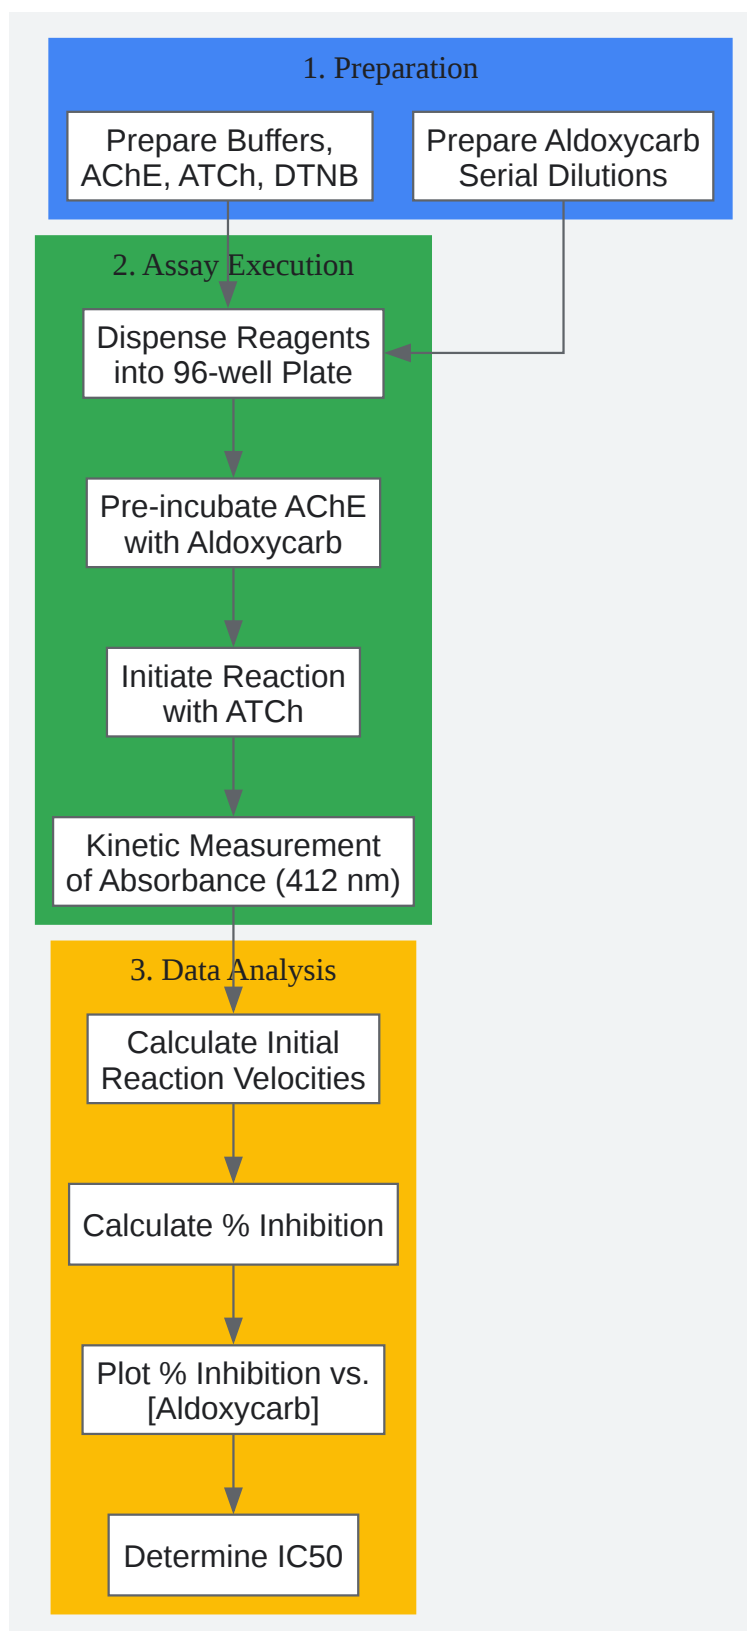 1. Preparation
Prepare Buffers,
AChE, ATCh, DTNB
Prepare Aldoxycarb
Serial Dilutions
2. Assay Execution
Dispense Reagents
into 96-well Plate
Pre-incubate AChE
with Aldoxycarb
Initiate Reaction
with ATCh
Kinetic Measurement
of Absorbance (412 nm)
3. Data Analysis
Calculate Initial
Reaction Velocities
Calculate % Inhibition
Plot % Inhibition vs.
[Aldoxycarb]
Determine IC50